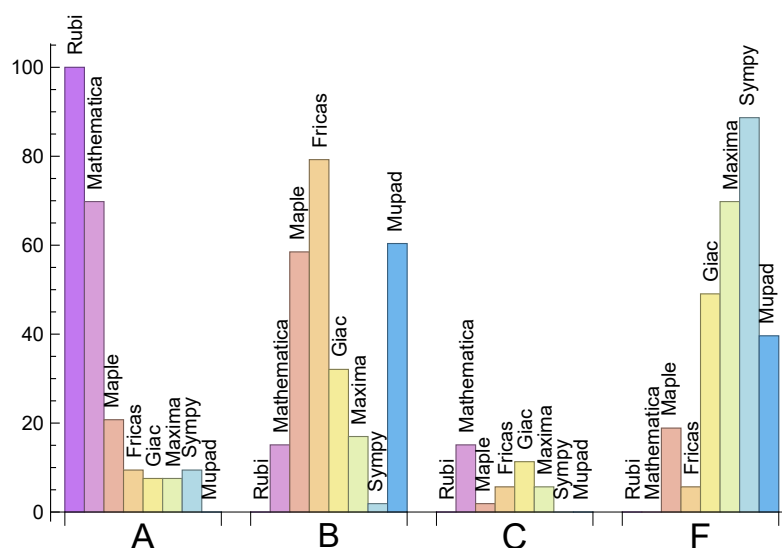 100
80
60
40
20
0
Rubi
Mathematica
Maple
Fricas
Giac
Maxima
Sympy
Mupad
A
Rubi
Mathematica
Maple
Fricas
Giac
Maxima
Sympy
Mupad
B
Rubi
Mathematica
Maple
Fricas
Giac
Maxima
Sympy
Mupad
C
Rubi
Mathematica
Maple
Fricas
Giac
Maxima
Sympy
Mupad
F